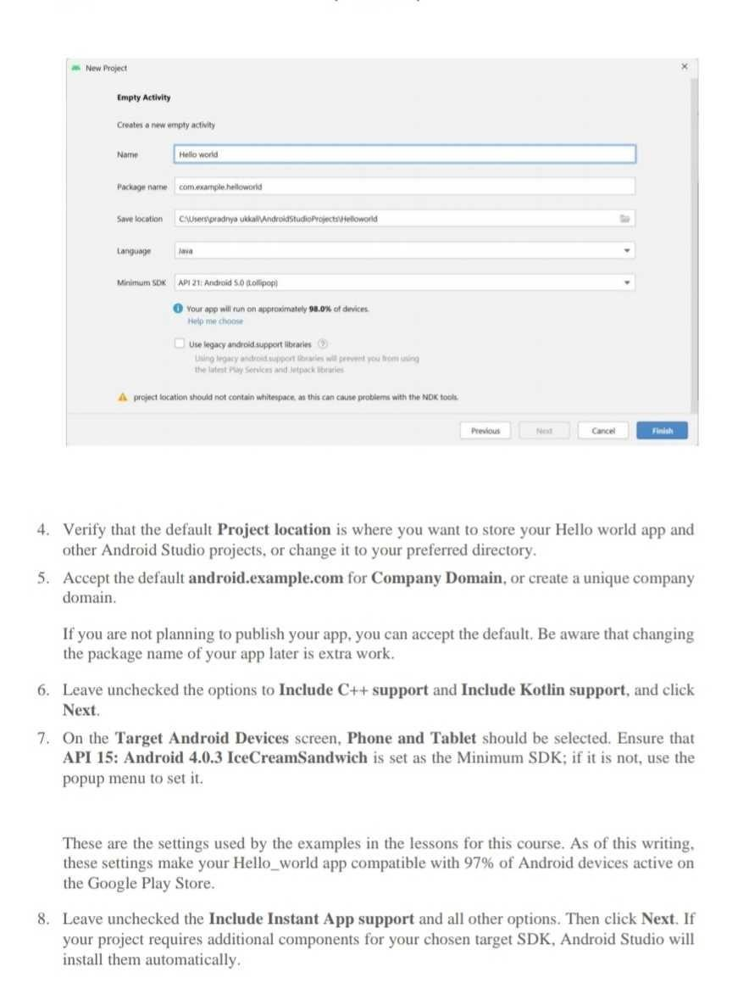 New Project
Empty Activity
Creates a new empty activity
Name Hello world
Package name com.example.helloworld
Save location C:\Users\pradnya ukkali\AndroidStudioProjects\Helloworld
Language Java
Minimum SDK API 21: Android 5.0 (Lollipop)
Your app will run on approximately 98.0% of devices.
Help me choose
Use legacy android.support libraries ?
Using legacy android.support libraries will prevent you from using
the latest Play Services and Jetpack libraries
project location should not contain whitespace, as this can cause problems with the NDK tools.
Previous Next Cancel Finish
4. Verify that the default Project location is where you want to store your Hello world app and
other Android Studio projects, or change it to your preferred directory.
5. Accept the default android.example.com for Company Domain, or create a unique company
domain.
If you are not planning to publish your app, you can accept the default. Be aware that changing
the package name of your app later is extra work.
6. Leave unchecked the options to Include C++ support and Include Kotlin support, and click
Next.
7. On the Target Android Devices screen, Phone and Tablet should be selected. Ensure that
API 15: Android 4.0.3 IceCreamSandwich is set as the Minimum SDK; if it is not, use the
popup menu to set it.
These are the settings used by the examples in the lessons for this course. As of this writing,
these settings make your Hello_world app compatible with 97% of Android devices active on
the Google Play Store.
8. Leave unchecked the Include Instant App support and all other options. Then click Next. If
your project requires additional components for your chosen target SDK, Android Studio will
install them automatically.